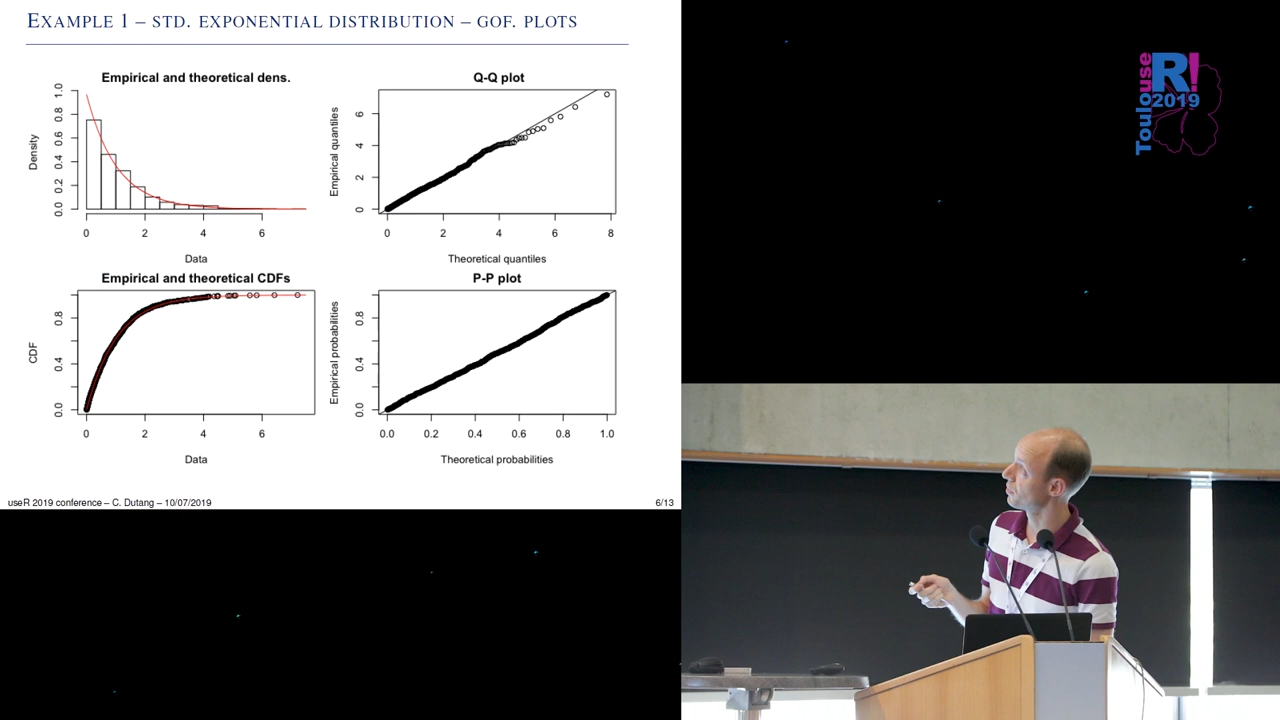 EXAMPLE 1 – STD. EXPONENTIAL DISTRIBUTION – GOF. PLOTS
Empirical and theoretical dens.
Density
0.0 0.2 0.4 0.6 0.8 1.0
0 2 4 6
Data
Q-Q plot
Empirical quantiles
0 2 4 6
0 2 4 6 8
Theoretical quantiles
Empirical and theoretical CDFs
CDF
0.0 0.4 0.8
0 2 4 6
Data
P-P plot
Empirical probabilities
0.0 0.4 0.8
0.0 0.2 0.4 0.6 0.8 1.0
Theoretical probabilities
useR 2019 conference – C. Dutang – 10/07/2019
6/13
Toulouse
R!
2019